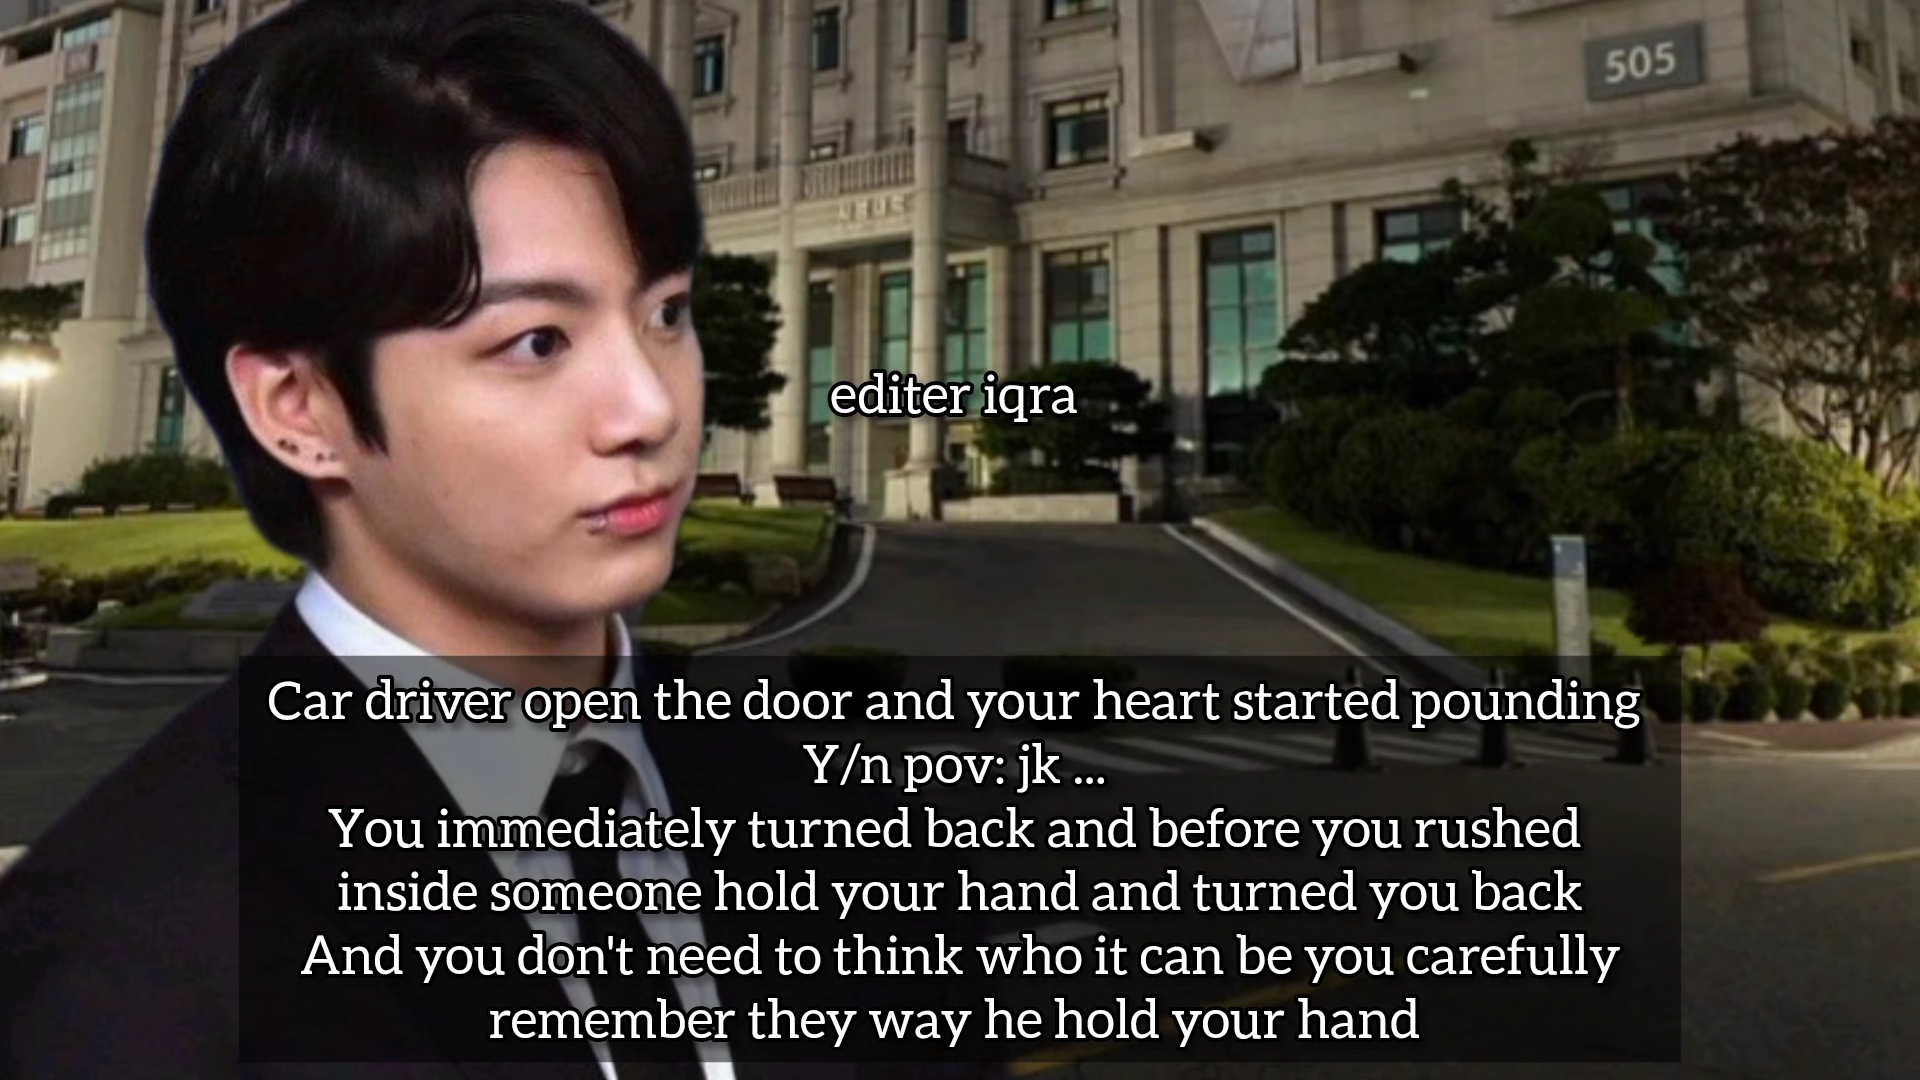 505
editer iqra
Car driver open the door and your heart started pounding
Y/n pov: jk ...
You immediately turned back and before you rushed
inside someone hold your hand and turned you back
And you don't need to think who it can be you carefully
remember they way he hold your hand